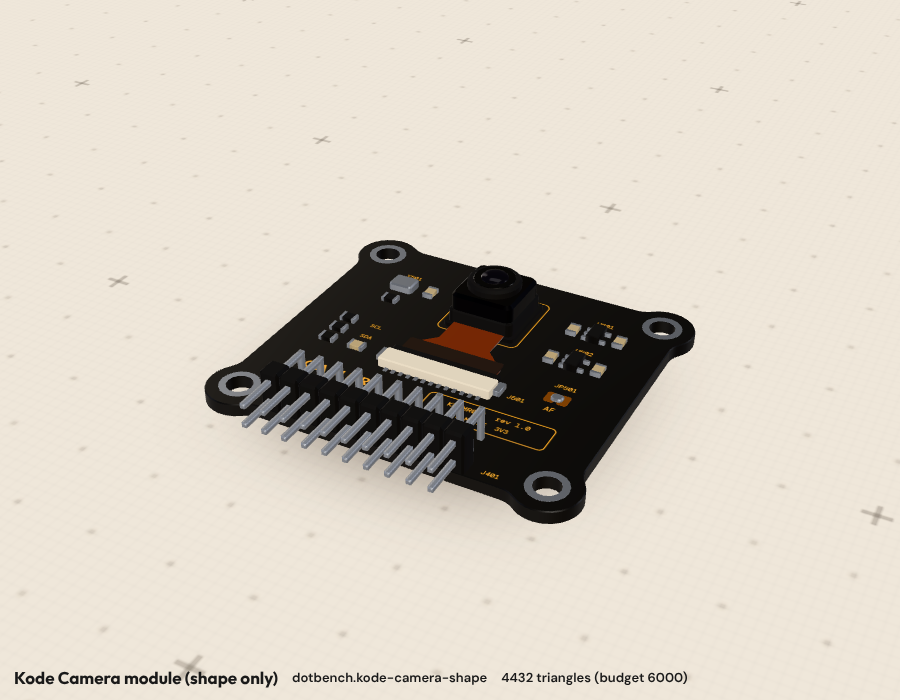 SCL
SDA
J601
JP901
AF
rev 1.0
3V3
J401
Kode Camera module (shape only) dotbench.kode-camera-shape 4432 triangles (budget 6000)